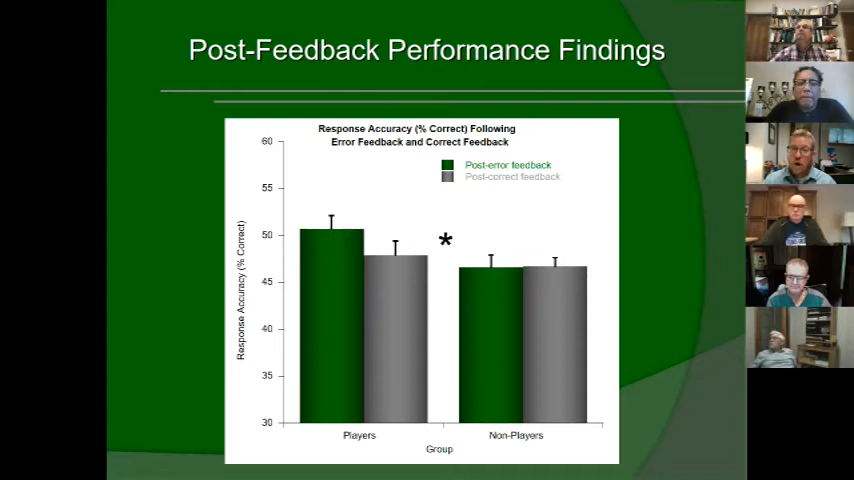 Post-Feedback Performance Findings
Response Accuracy (% Correct) Following
Error Feedback and Correct Feedback
Post-error feedback
Post-correct feedback
Response Accuracy (% Correct)
60
55
50
45
40
35
30
*
Players
Non-Players
Group